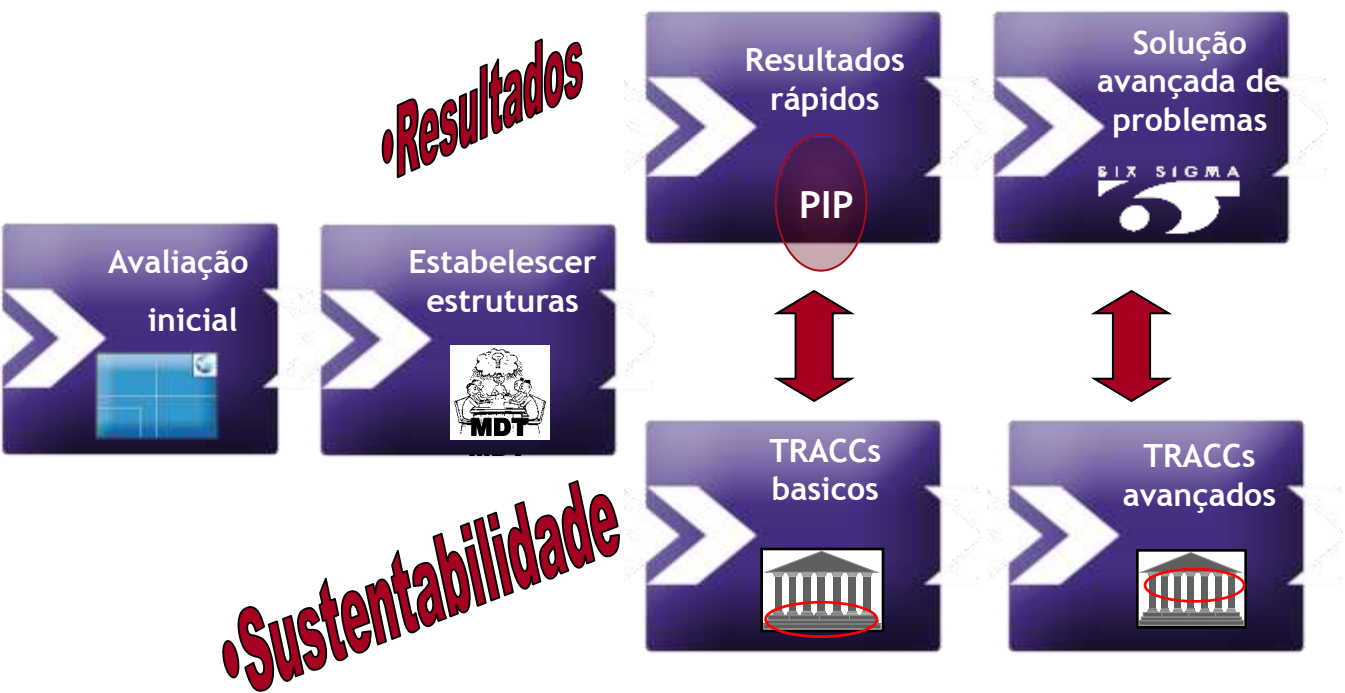 •Resultados
Resultados
rápidos
PIP
Solução
avançada de
problemas
SIX SIGMA
Avaliação
inicial
Estabelescer
estruturas
MDT
•Sustentabilidade
TRACCs
basicos
TRACCs
avançados